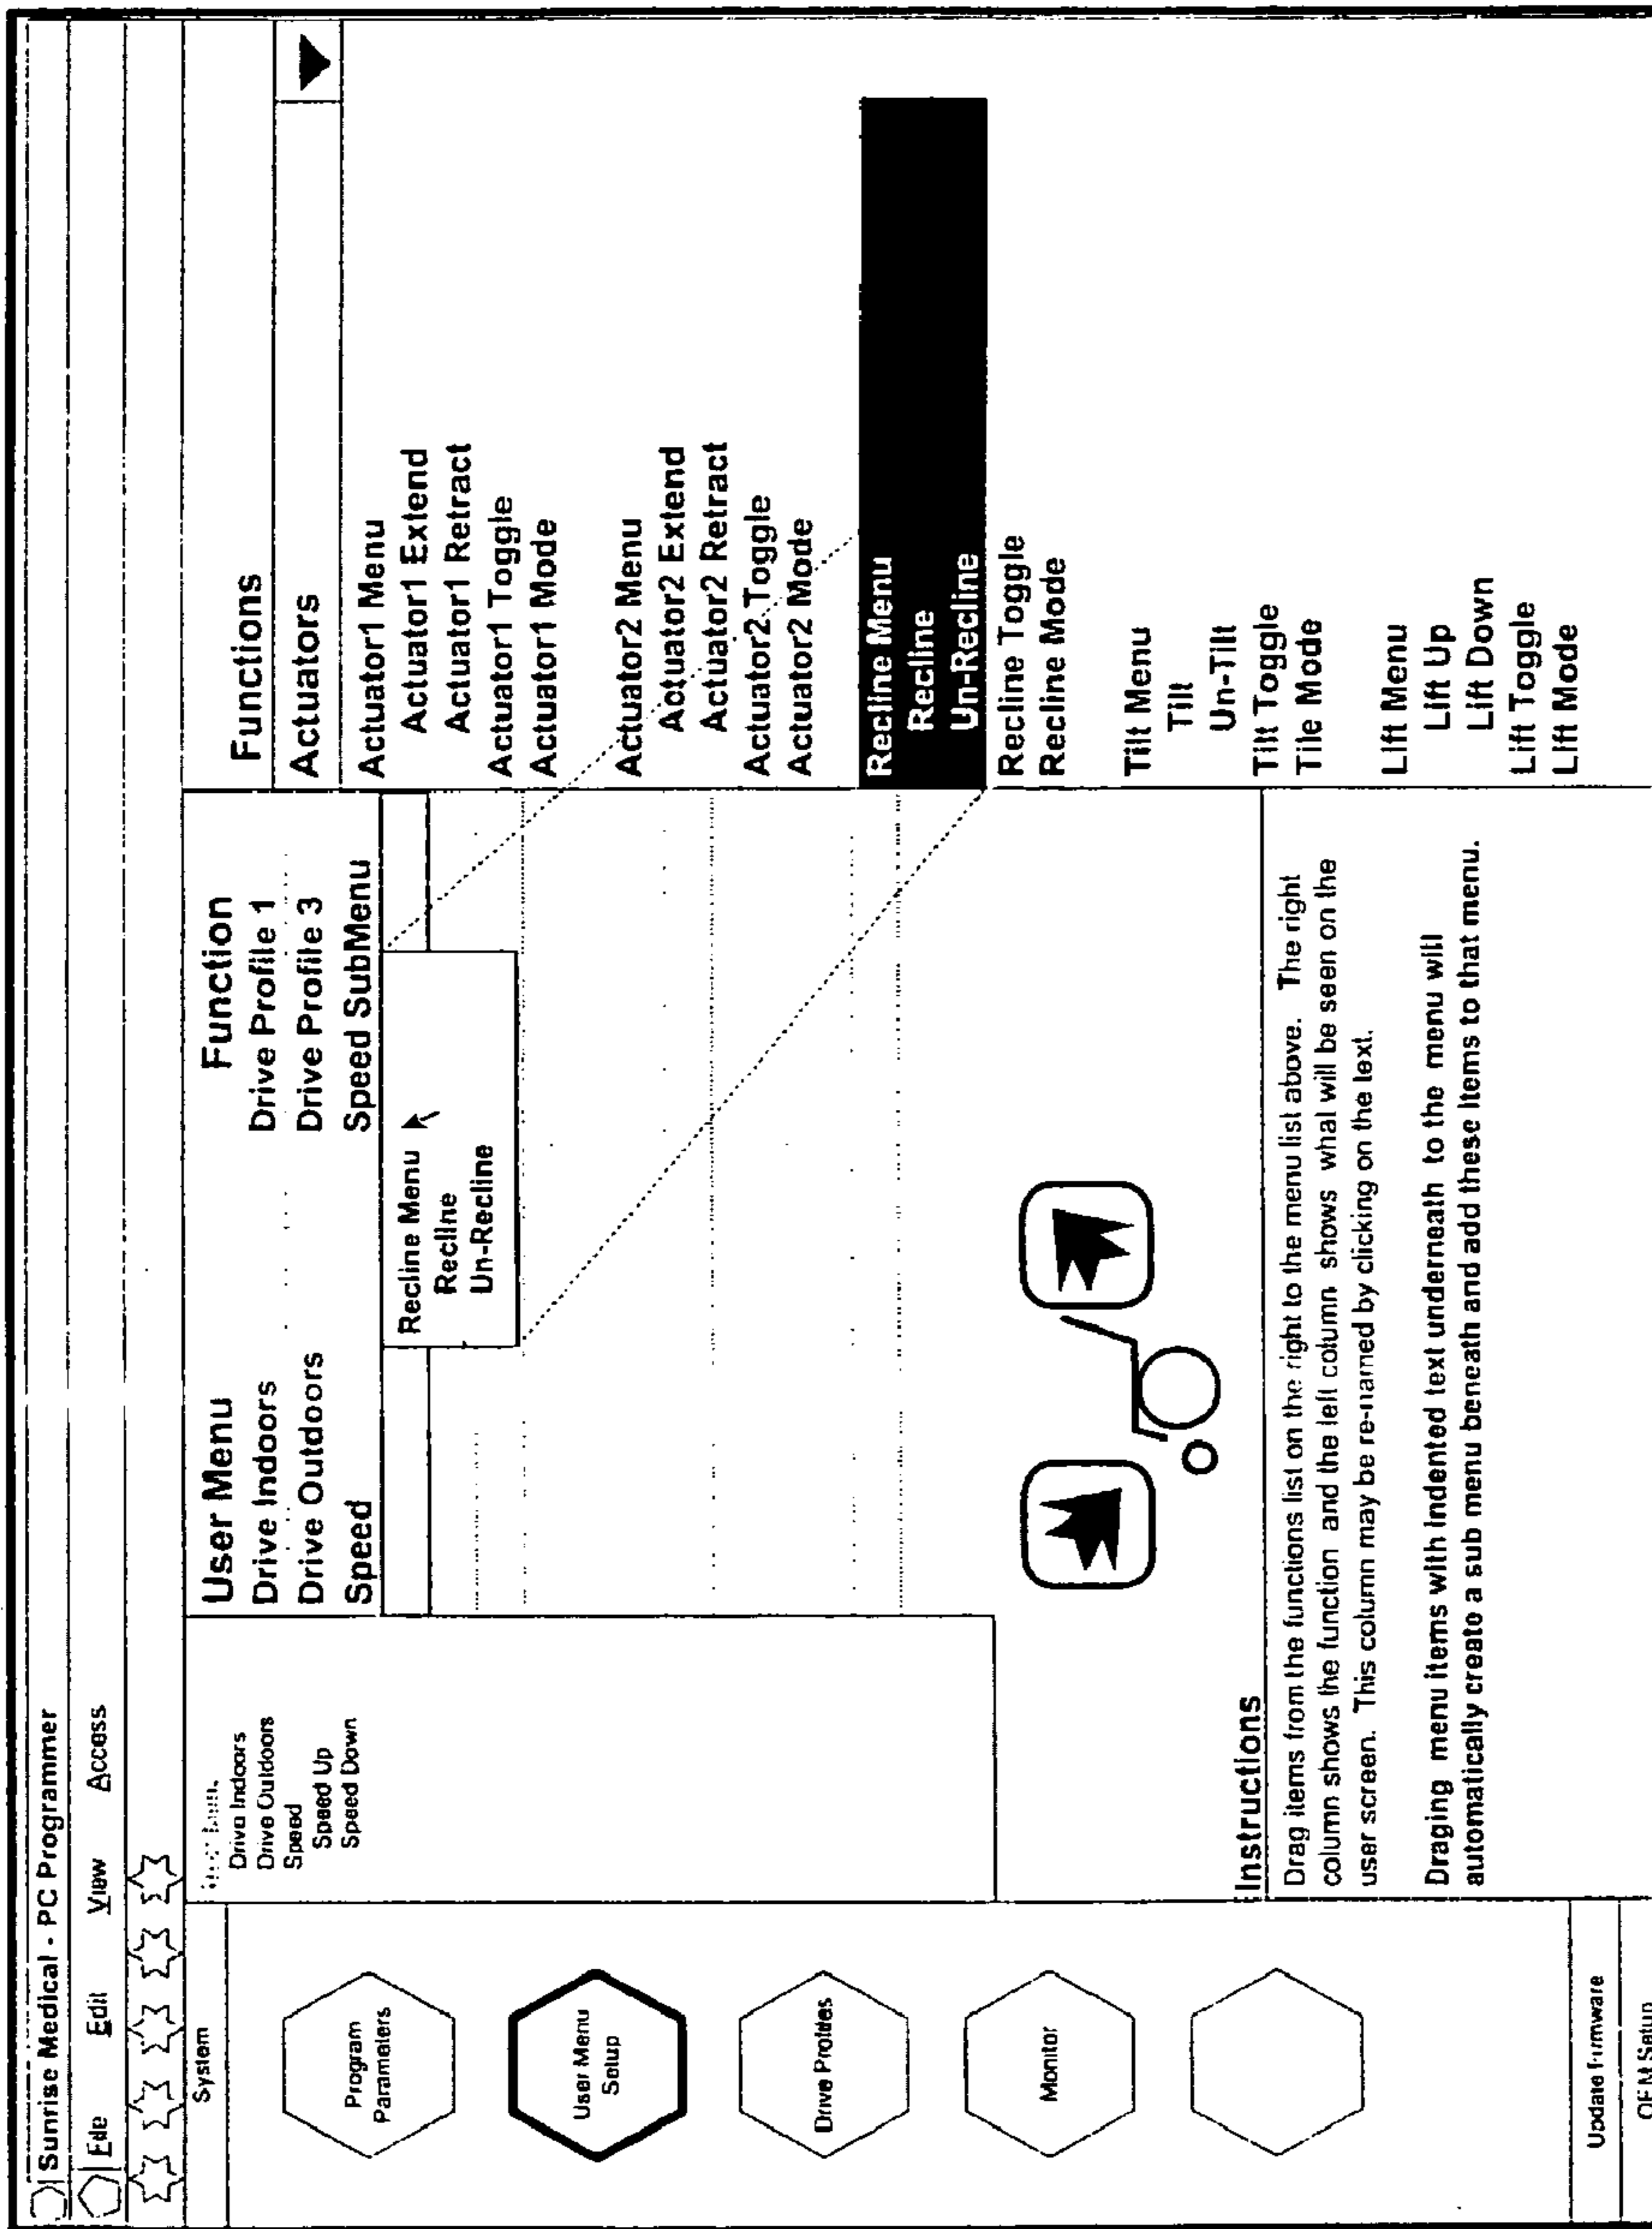 Sunrise Medical - PC Programmer
File Edit View Access
System
Program
Parameters
User Menu
Setup
Drive Profiles
Monitor
Update Firmware
OEM Setup
Drive Indoors
Drive Outdoors
Speed
Speed Up
Speed Down
User Menu Function
Drive Indoors Drive Profile 1
Drive Outdoors Drive Profile 3
Speed Speed SubMenu
Recline Menu
Recline
Un-Recline
Functions
Actuators
Actuator1 Menu
Actuator1 Extend
Actuator1 Retract
Actuator1 Toggle
Actuator1 Mode
Actuator2 Menu
Actuator2 Extend
Actuator2 Retract
Actuator2 Toggle
Actuator2 Mode
Recline Menu
Recline
Un-Recline
Recline Toggle
Recline Mode
Tilt Menu
Tilt
Un-Tilt
Tilt Toggle
Tile Mode
Lift Menu
Lift Up
Lift Down
Lift Toggle
Lift Mode
Instructions
Drag items from the functions list on the right to the menu list above. The right
column shows the function and the left column shows what will be seen on the
user screen. This column may be re-named by clicking on the text.
Draging menu items with indented text underneath to the menu will
automatically create a sub menu beneath and add these items to that menu.